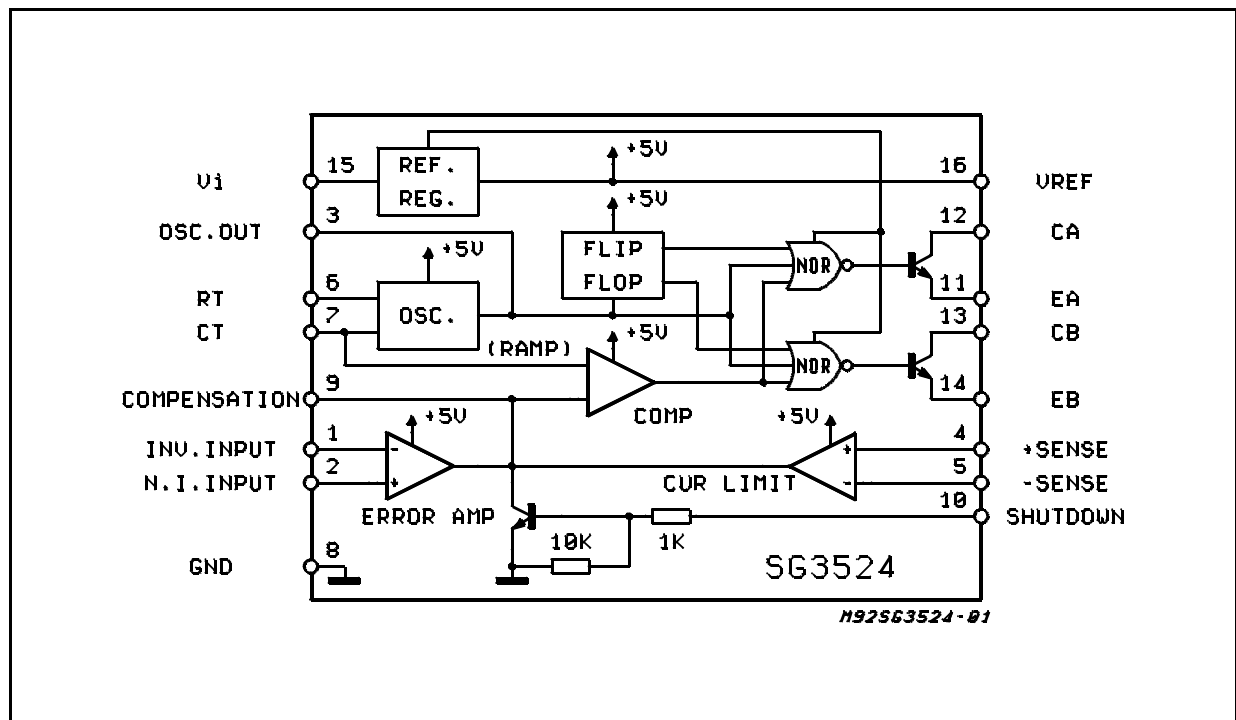 +5V
15
REF.
16
Vi
REG.
VREF
+5V
3
12
OSC.OUT
FLIP
CA
+5V
NOR
6
FLOP
11
RT
OSC.
EA
7
13
CT
+5V
CB
(RAMP)
NOR
9
14
COMPENSATION
COMP
EB
+5V
+5V
1
4
INV.INPUT
-
+
+SENSE
2
5
N.I.INPUT
+
CUR LIMIT
-
-SENSE
10
ERROR AMP
SHUTDOWN
10K
1K
8
GND
SG3524
M92SG3524-01